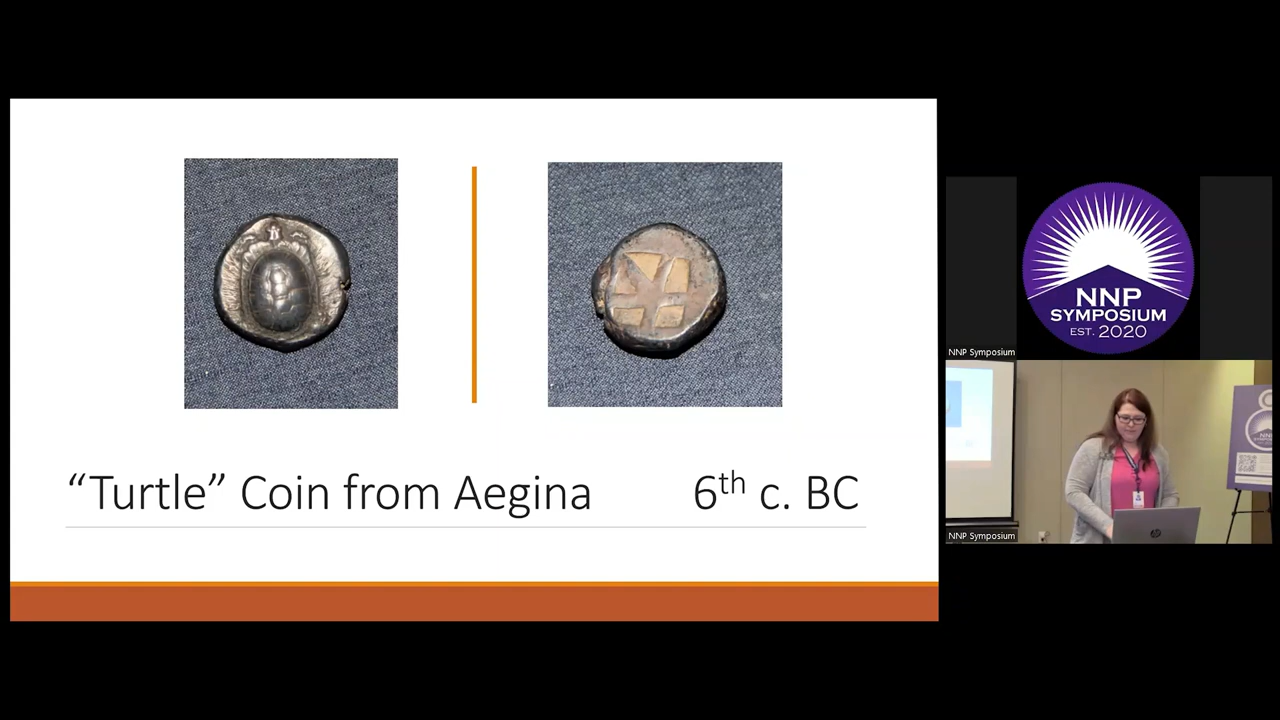 “Turtle” Coin from Aegina 6th c. BC
NNP
SYMPOSIUM
EST. 2020
NNP Symposium
NNP Symposium